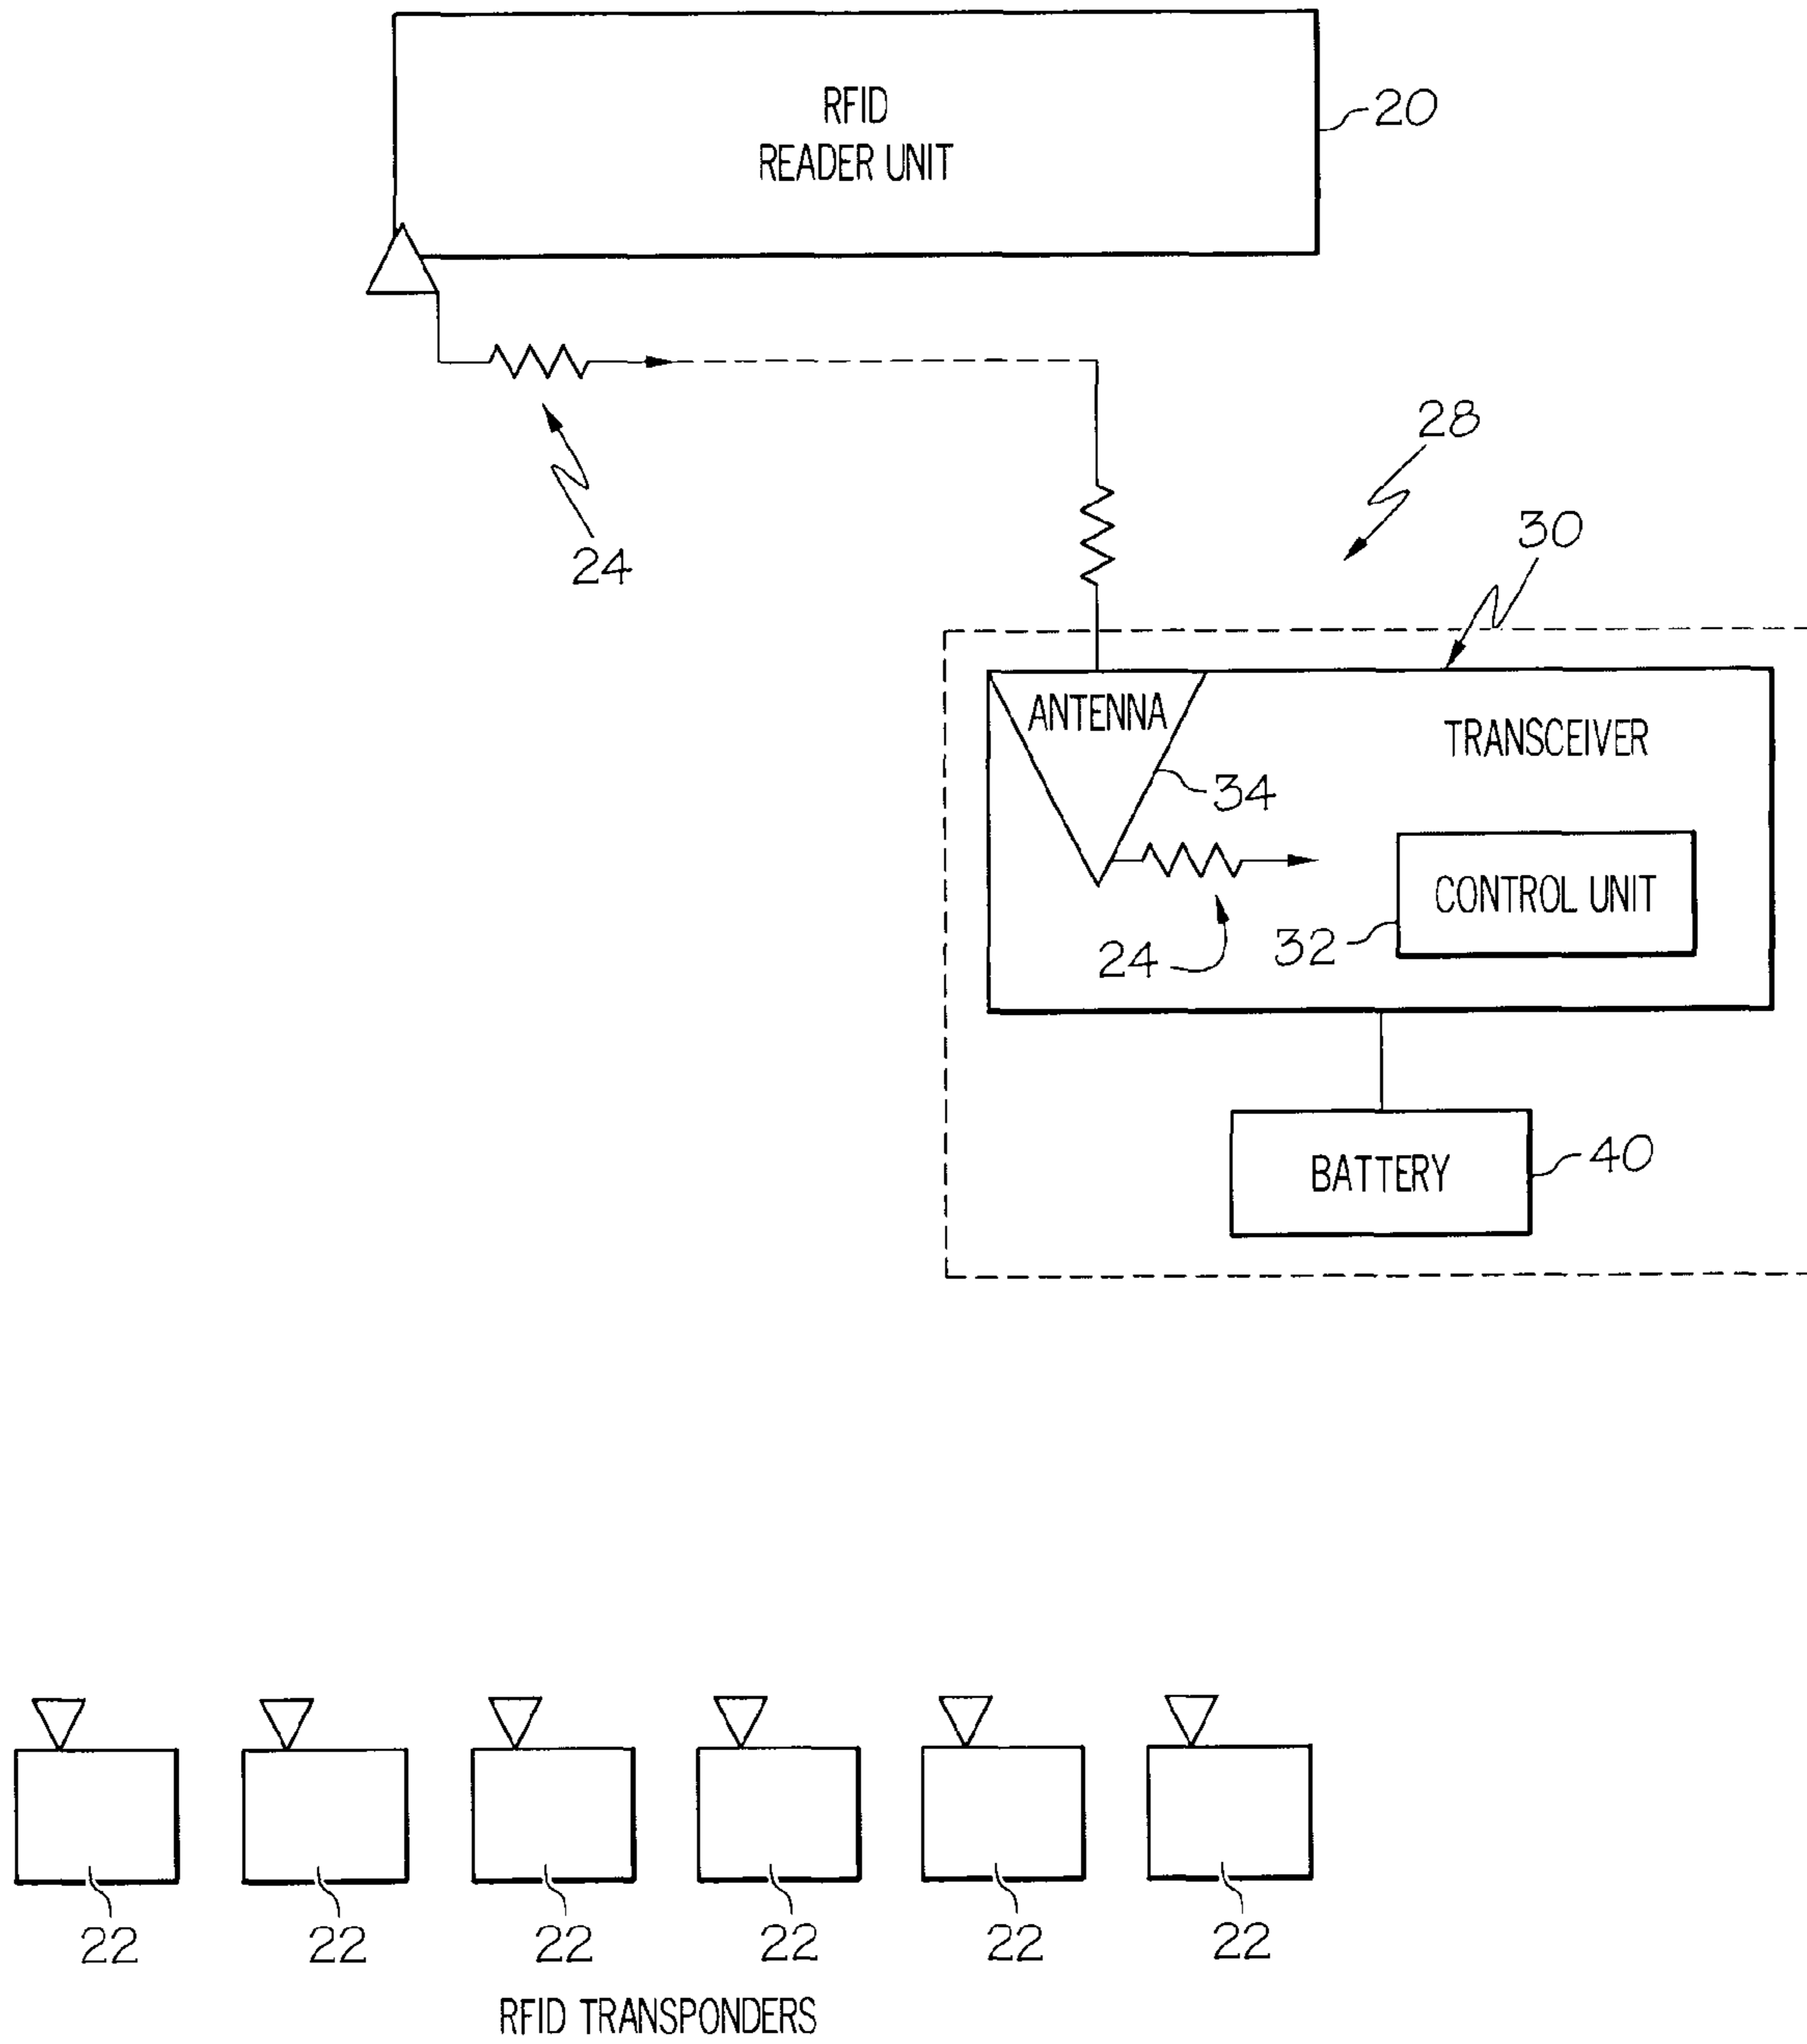 RFID
READER UNIT
20
24
28
30
ANTENNA
TRANSCEIVER
34
CONTROL UNIT
32
24
BATTERY
40
22 22 22 22 22 22
RFID TRANSPONDERS